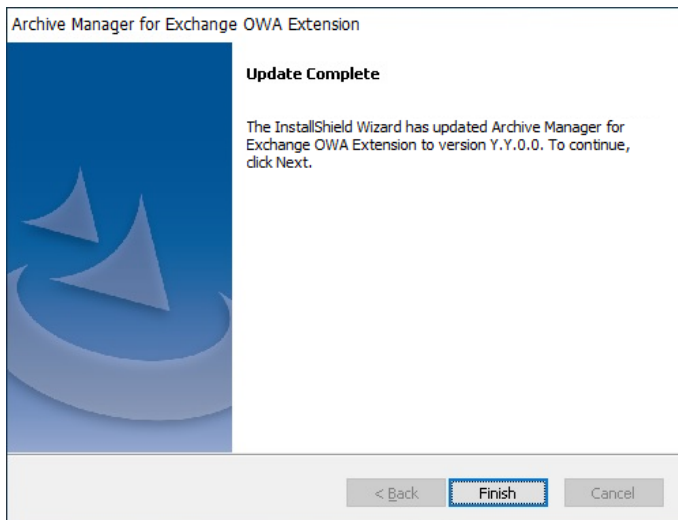 Archive Manager for Exchange OWA Extension
Update Complete
The InstallShield Wizard has updated Archive Manager for
Exchange OWA Extension to version Y.Y.0.0. To continue,
click Next.
< Back
Finish
Cancel